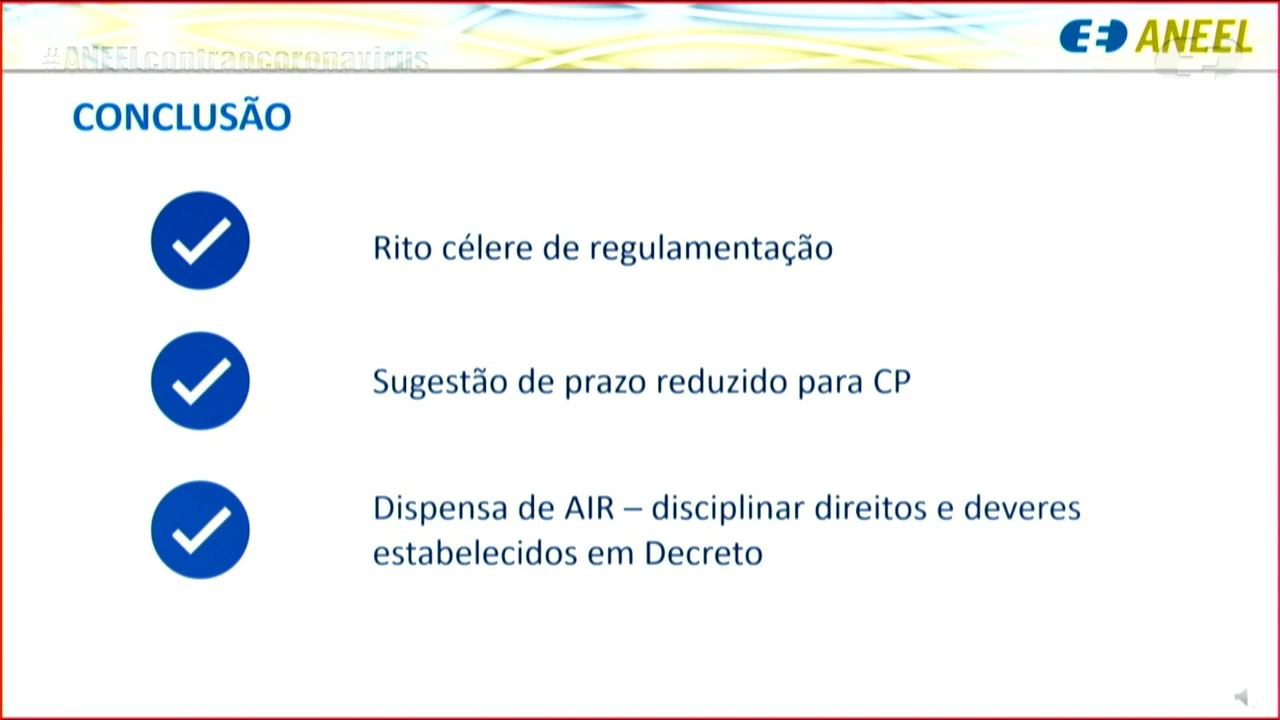 #ANEELcontraocoronavirus
ANEEL
CONCLUSÃO
Rito célere de regulamentação
Sugestão de prazo reduzido para CP
Dispensa de AIR – disciplinar direitos e deveres
estabelecidos em Decreto